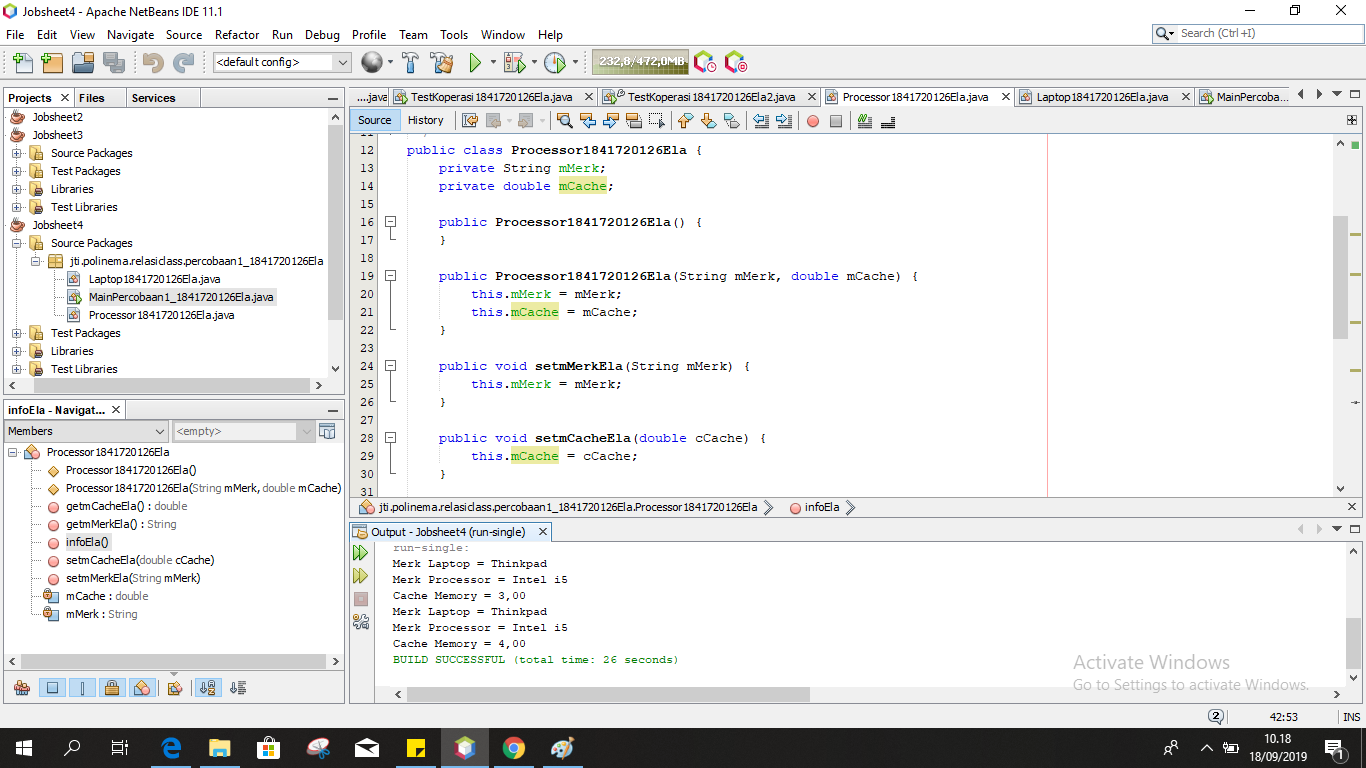 Jobsheet4 - Apache NetBeans IDE 11.1
File Edit View Navigate Source Refactor Run Debug Profile Team Tools Window Help
Search (Ctrl+I)
<default config>
232,8/472,0MB
Projects Files Services
Jobsheet2
Jobsheet3
Source Packages
Test Packages
Libraries
Test Libraries
Jobsheet4
Source Packages
jti.polinema.relasiclass.percobaan1_1841720126Ela
Laptop1841720126Ela.java
MainPercobaan1_1841720126Ela.java
Processor1841720126Ela.java
Test Packages
Libraries
Test Libraries
infoEla - Navigat...
Members <empty>
Processor1841720126Ela
Processor1841720126Ela()
Processor1841720126Ela(String mMerk, double mCache)
getmCacheEla() : double
getmMerkEla() : String
infoEla()
setmCacheEla(double cCache)
setmMerkEla(String mMerk)
mCache : double
mMerk : String
....java TestKoperasi1841720126Ela.java TestKoperasi1841720126Ela2.java Processor1841720126Ela.java Laptop1841720126Ela.java MainPercoba...
Source History
11
12 public class Processor1841720126Ela {
13 private String mMerk;
14 private double mCache;
15
16 public Processor1841720126Ela() {
17 }
18
19 public Processor1841720126Ela(String mMerk, double mCache) {
20 this.mMerk = mMerk;
21 this.mCache = mCache;
22 }
23
24 public void setmMerkEla(String mMerk) {
25 this.mMerk = mMerk;
26 }
27
28 public void setmCacheEla(double cCache) {
29 this.mCache = cCache;
30 }
31
jti.polinema.relasiclass.percobaan1_1841720126Ela.Processor1841720126Ela infoEla
Output - Jobsheet4 (run-single)
run-single:
Merk Laptop = Thinkpad
Merk Processor = Intel i5
Cache Memory = 3,00
Merk Laptop = Thinkpad
Merk Processor = Intel i5
Cache Memory = 4,00
BUILD SUCCESSFUL (total time: 26 seconds)
Activate Windows
Go to Settings to activate Windows.
2 42:53 INS
10.18
18/09/2019
1